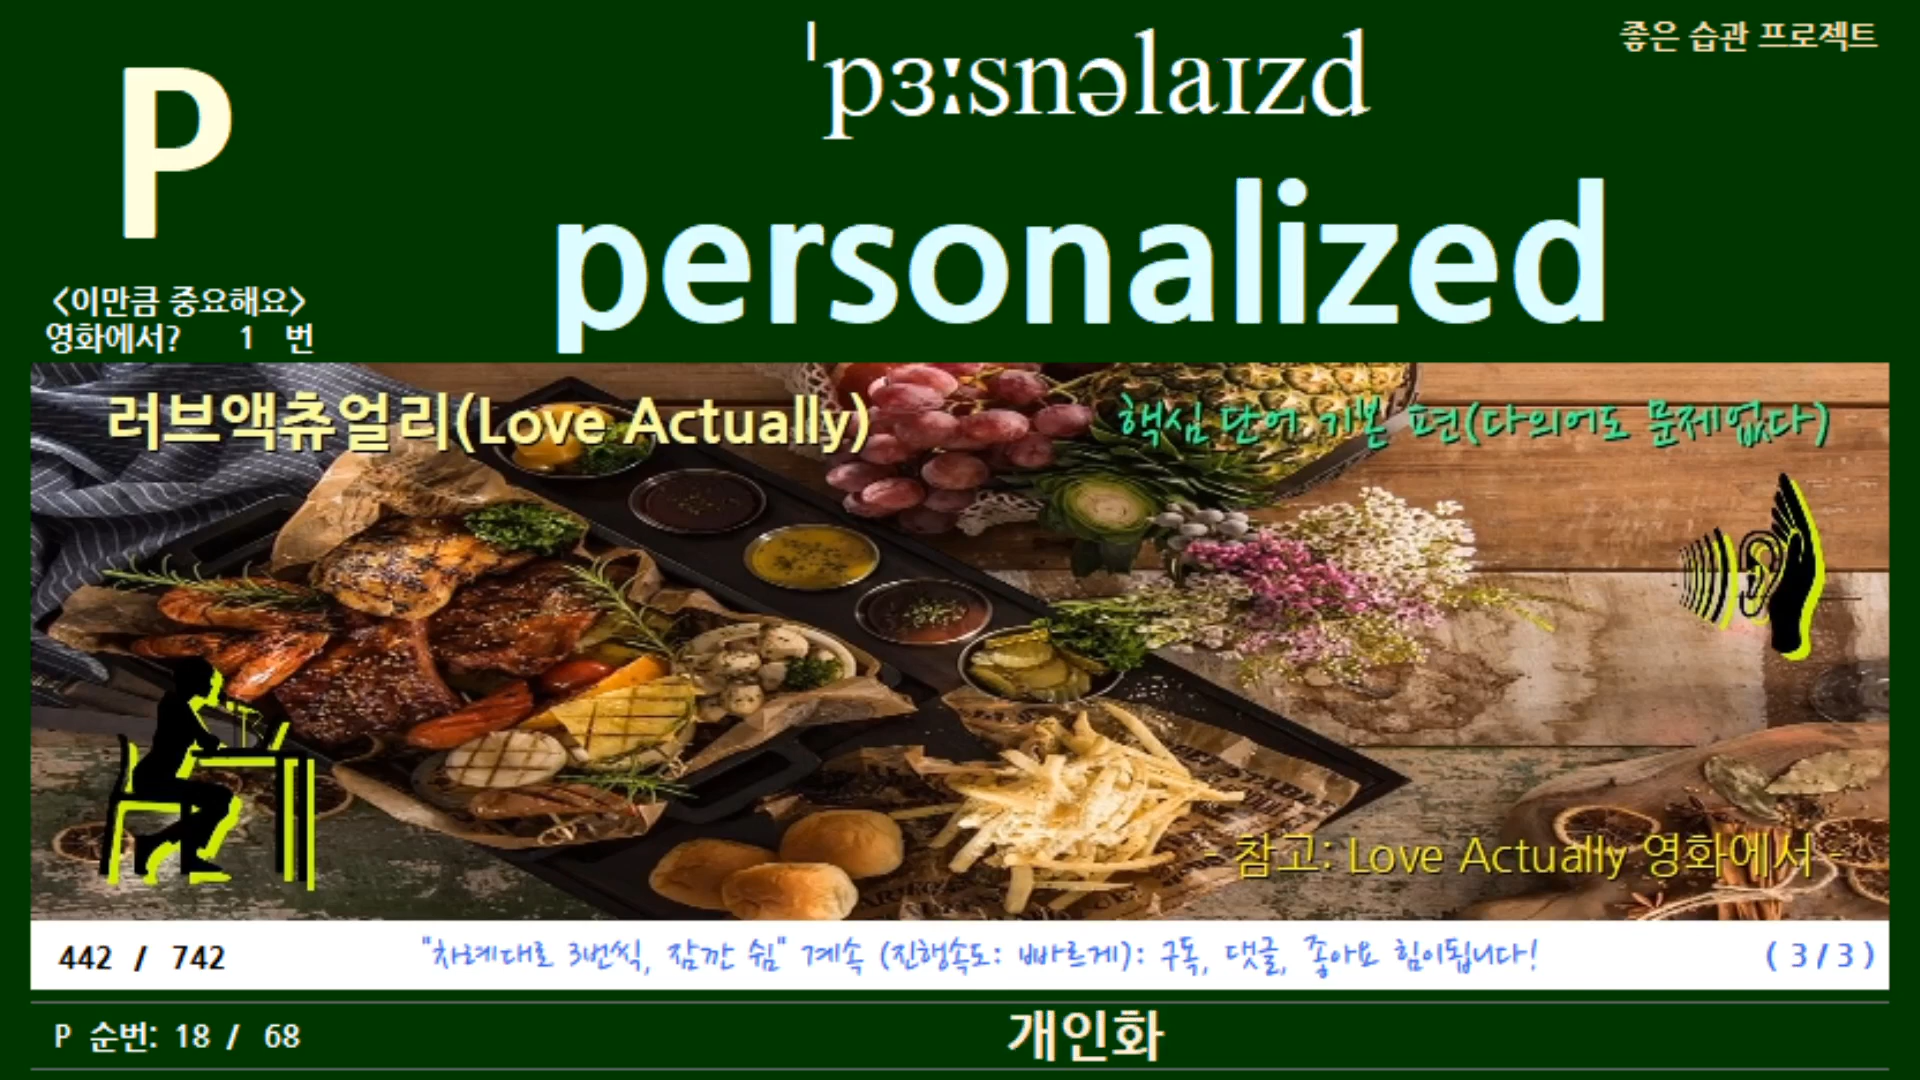 좋은 습관 프로젝트
P
ˈpɜːsnəlaɪzd
personalized
<이만큼 중요해요>
영화에서? 1 번
러브액츄얼리(Love Actually)
핵심 단어 기본 편(다의어도 문제없다)
- 참고: Love Actually 영화에서 -
442 / 742
"차례대로 3번씩, 잠깐 쉼" 계속 (진행속도: 빠르게): 구독, 댓글, 좋아요 힘이됩니다!
( 3 / 3 )
P 순번: 18 / 68
개인화